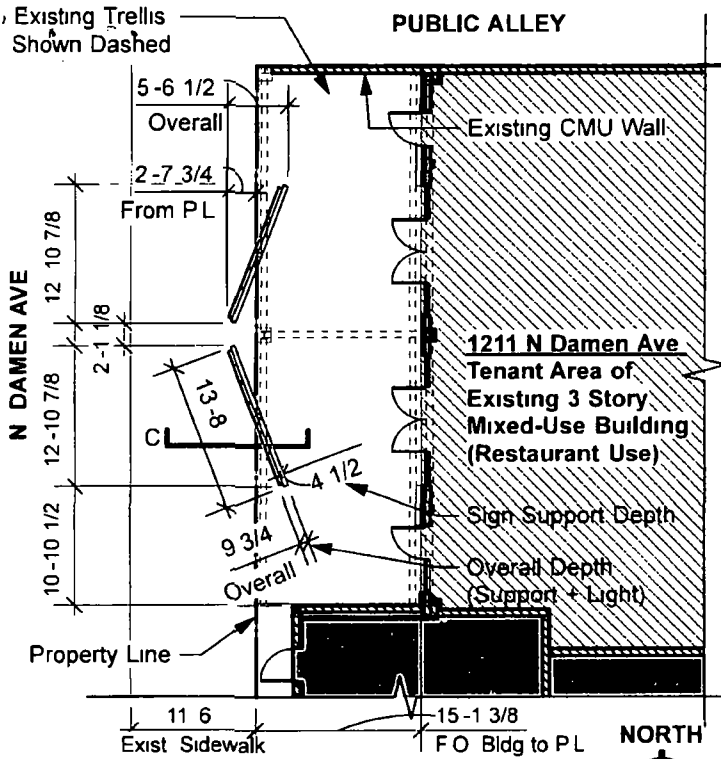 Existing Trellis
Shown Dashed
PUBLIC ALLEY
5-6 1/2
Overall
Existing CMU Wall
2-7 3/4
From PL
12 10 7/8
N DAMEN AVE
2-1 1/8
1211 N Damen Ave
Tenant Area of
Existing 3 Story
Mixed-Use Building
(Restaurant Use)
13-8
12-10 7/8
C
4 1/2
Sign Support Depth
9 3/4
Overall
10-10 1/2
Overall Depth
(Support + Light)
Property Line
11 6
Exist Sidewalk
15-1 3/8
F O Bldg to PL
NORTH